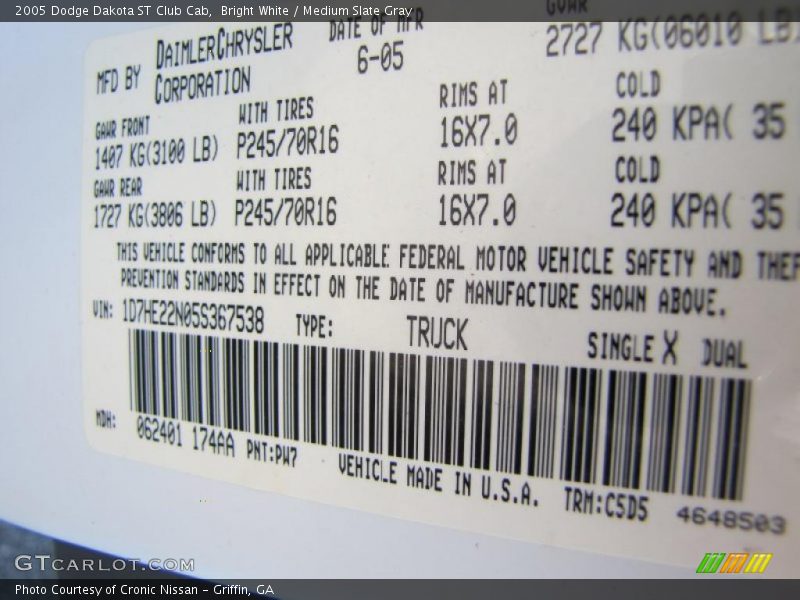 2005 Dodge Dakota ST Club Cab, Bright White / Medium Slate Gray
MFD BY DAIMLERCHRYSLER CORPORATION
DATE OF MFR
6-05
GVWR
2727 KG(06010 LB)
GAWR FRONT WITH TIRES RIMS AT COLD
1407 KG(3100 LB) P245/70R16 16X7.0 240 KPA( 35
GAWR REAR WITH TIRES RIMS AT COLD
1727 KG(3806 LB) P245/70R16 16X7.0 240 KPA( 35
THIS VEHICLE CONFORMS TO ALL APPLICABLE FEDERAL MOTOR VEHICLE SAFETY AND THEF
PREVENTION STANDARDS IN EFFECT ON THE DATE OF MANUFACTURE SHOWN ABOVE.
VIN: 1D7HE22N05S367538 TYPE: TRUCK SINGLE X DUAL
MDH: 062401 174AA PNT:PW7
VEHICLE MADE IN U.S.A. TRM:C5D5 4648503
GTCARLOT.COM
Photo Courtesy of Cronic Nissan - Griffin, GA